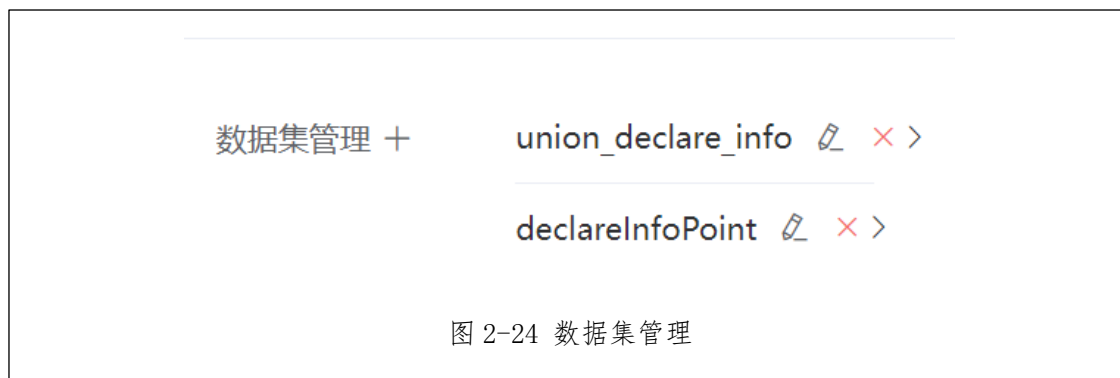 数据集管理 + union_declare_info × >
declareInfoPoint × >
图 2-24 数据集管理